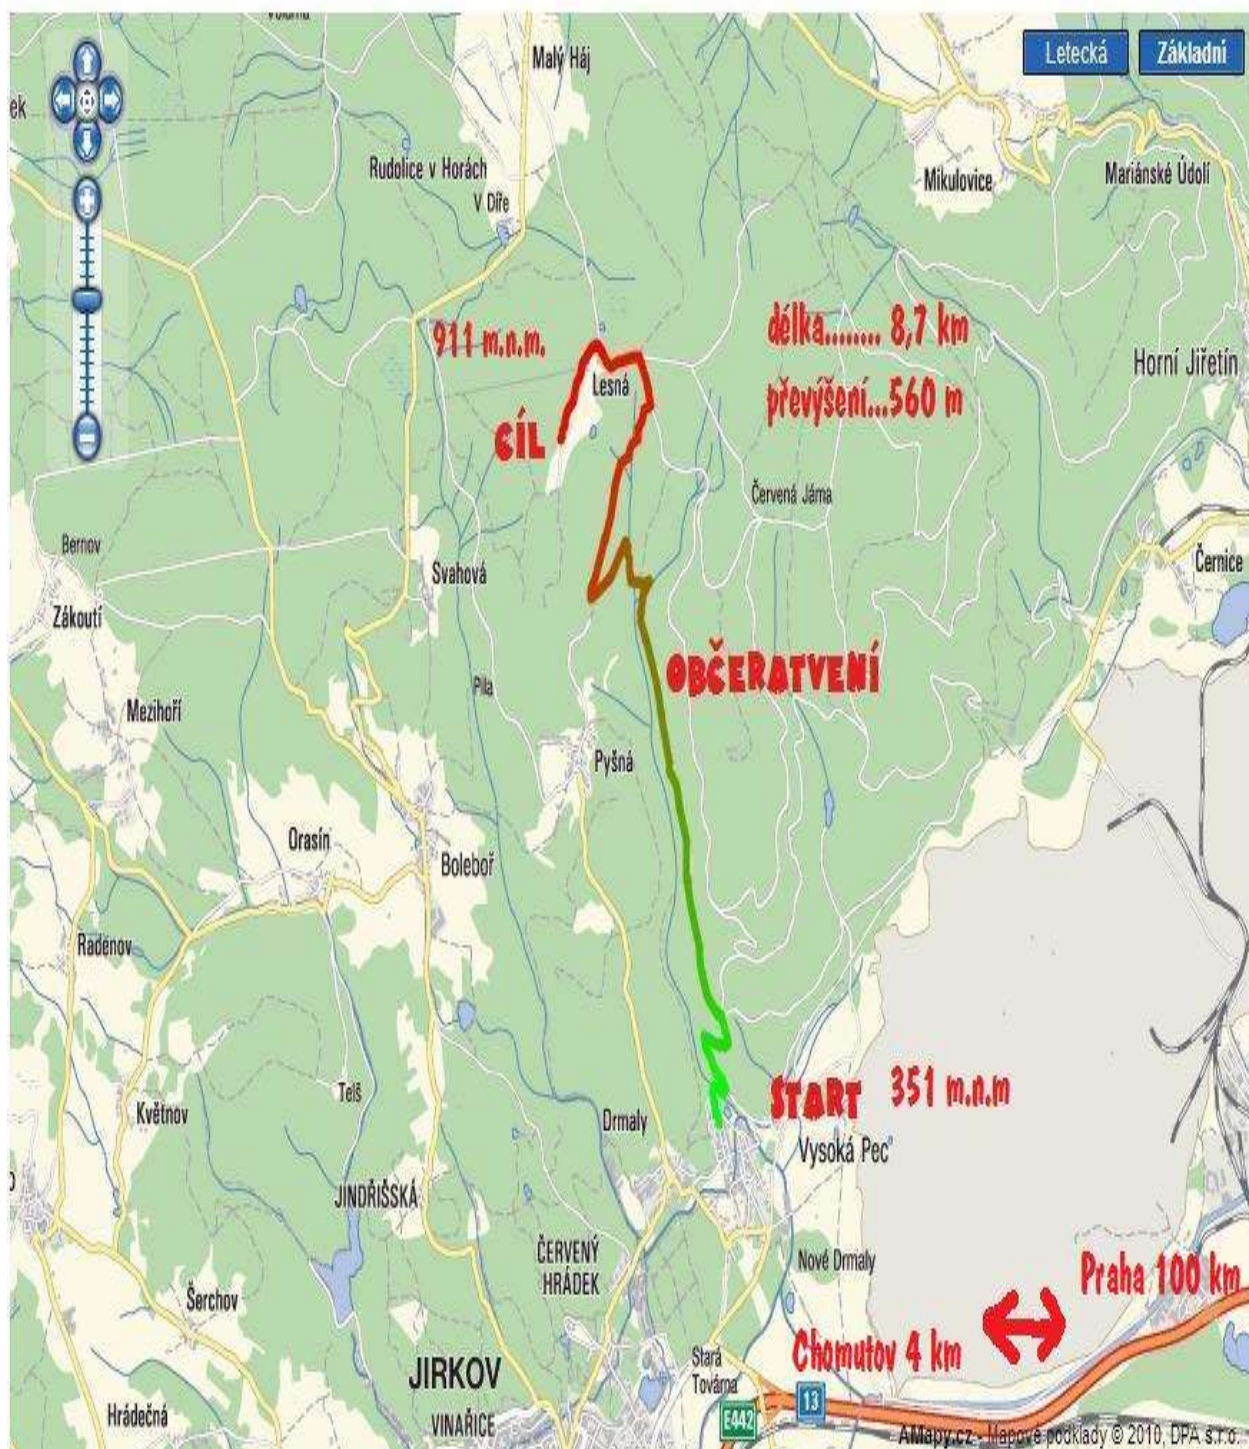 Malý Háj
Letecká
Základní
ek
Rudolice v Horách
V Díře
Mikulovice
Mariánské Údolí
911 m.n.m.
délka........ 8,7 km
převýšení...560 m
Horní Jiřetín
Lesná
CÍL
Červená Jáma
Bernov
Svahová
Černice
Zákoutí
OBČERATVENÍ
Pila
Mezihoří
Pyšná
Orasín
Boleboř
Radenov
START 351 m.n.m
Telš
Květnov
Drmaly
Vysoká Pec
JINDŘIŠSKÁ
ČERVENÝ
HRÁDEK
Nové Drmaly
Praha 100 km
Šerchov
Chomutov 4 km
Stará
Továrna
JIRKOV
13
Hrádečná
VINAŘICE
E442
AMapy.cz - Mapové podklady © 2010, DPA s.r.o.